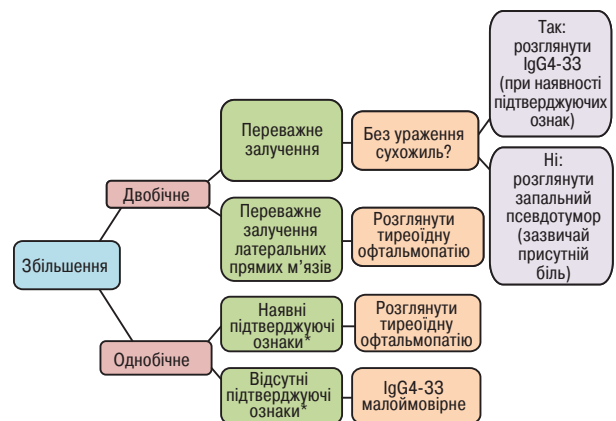 Збільшення
Двобічне
Однобічне
Переважне
залучення
Переважне
залучення
латеральних
прямих м’язів
Наявні
підтверджуючі
ознаки*
Відсутні
підтверджуючі
ознаки*
Без ураження
сухожиль?
Розглянути
тиреоїдну
офтальмопатію
Розглянути
тиреоїдну
офтальмопатію
IgG4-33
малоймовірне
Так:
розглянути
IgG4-33
(при наявності
підтверджуючих
ознак)
Ні:
розглянути
запальний
псевдотумор
(зазвичай
присутній
біль)